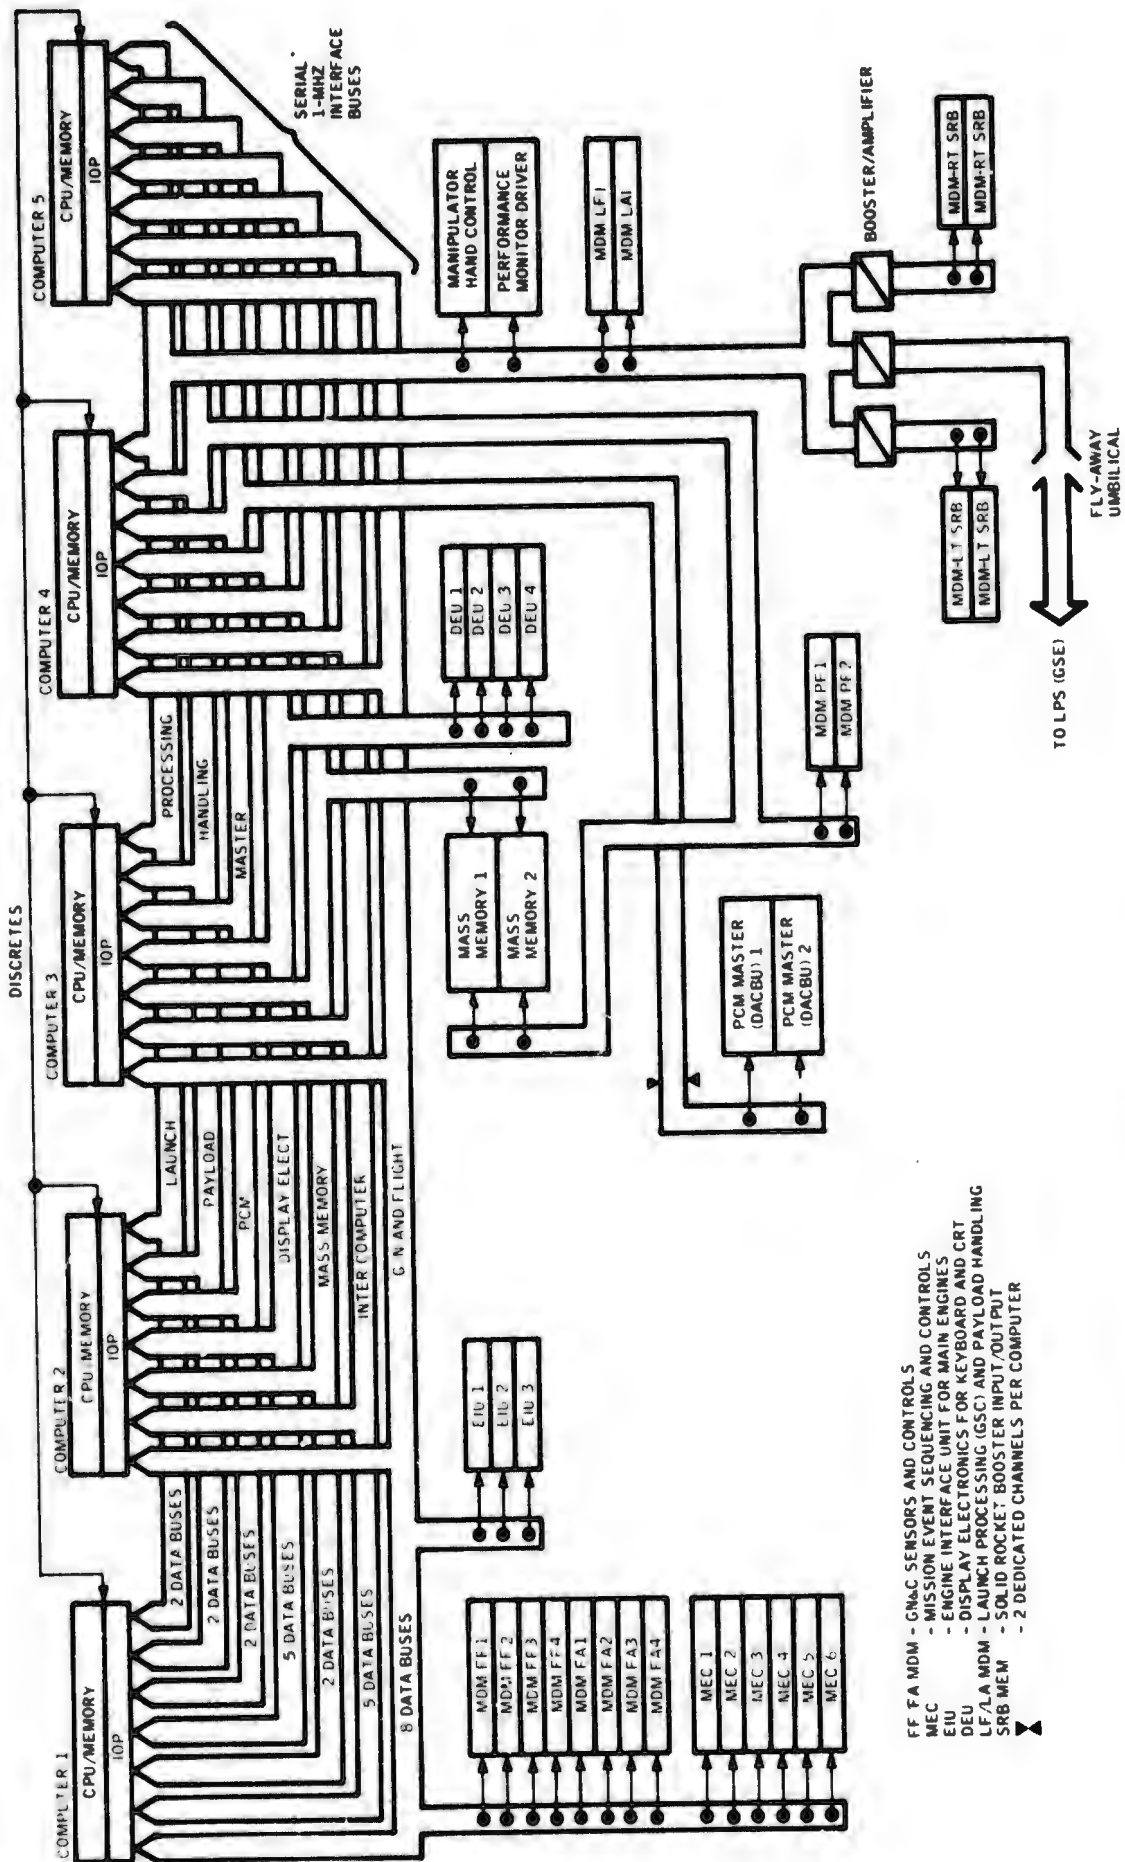 DISCRETES
COMPUTER 1
CPU/MEMORY
IOP
COMPUTER 2
CPU/MEMORY
IOP
COMPUTER 3
CPU/MEMORY
IOP
COMPUTER 4
CPU/MEMORY
IOP
COMPUTER 5
CPU/MEMORY
IOP
2 DATA BUSES
2 DATA BUSES
2 DATA BUSES
5 DATA BUSES
2 DATA BUSES
5 DATA BUSES
8 DATA BUSES
LAUNCH
PAYLOAD
PCM
DISPLAY ELECT
MASS MEMORY
INTER COMPUTER
G N AND FLIGHT
PROCESSING
HANDLING
MASTER
SERIAL
1-MHZ
INTERFACE
BUSES
MDM FF1
MDM FF2
MDM FF3
MDM FF4
MDM FA1
MDM FA2
MDM FA3
MDM FA4
MEC 1
MEC 2
MEC 3
MEC 4
MEC 5
MEC 6
EIU 1
EIU 2
EIU 3
MASS
MEMORY 1
MASS
MEMORY 2
DEU 1
DEU 2
DEU 3
DEU 4
MANIPULATOR
HAND CONTROL
PERFORMANCE
MONITOR DRIVER
MDM LF1
MDM LA1
PCM MASTER
(DACBU) 1
PCM MASTER
(DACBU) 2
MDM PF 1
MDM PF 2
BOOSTER/AMPLIFIER
MDM-LT SRB
MDM-LT SRB
MDM-RT SRB
MDM-RT SRB
TO LPS (GSE)
FLY-AWAY
UMBILICAL
FF FA MDM - GN&C SENSORS AND CONTROLS
MEC - MISSION EVENT SEQUENCING AND CONTROLS
EIU - ENGINE INTERFACE UNIT FOR MAIN ENGINES
DEU - DISPLAY ELECTRONICS FOR KEYBOARD AND CRT
LF/LA MDM - LAUNCH PROCESSING (GSC) AND PAYLOAD HANDLING
SRB MEM - SOLID ROCKET BOOSTER INPUT/OUTPUT
- 2 DEDICATED CHANNELS PER COMPUTER